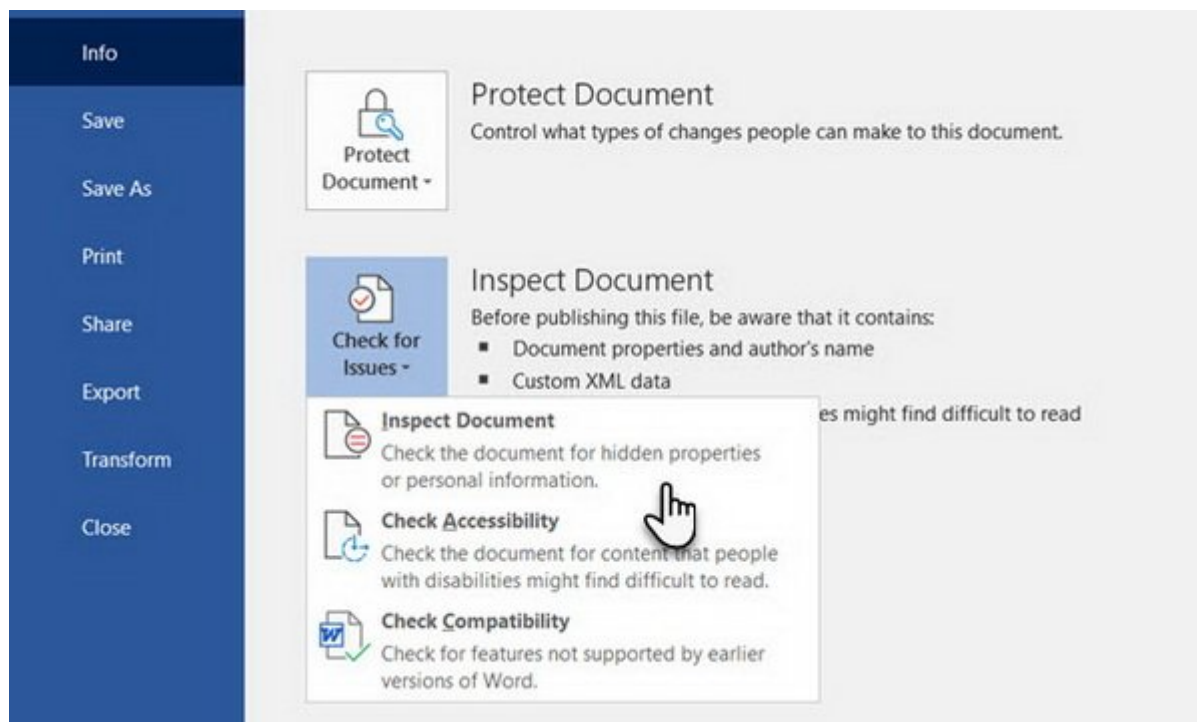 Info
Save
Save As
Print
Share
Export
Transform
Close
Protect
Document
Protect Document
Control what types of changes people can make to this document.
Check for
Issues
Inspect Document
Before publishing this file, be aware that it contains:
Document properties and author's name
Custom XML data
es might find difficult to read
Inspect Document
Check the document for hidden properties
or personal information.
Check Accessibility
Check the document for content that people
with disabilities might find difficult to read.
Check Compatibility
Check for features not supported by earlier
versions of Word.